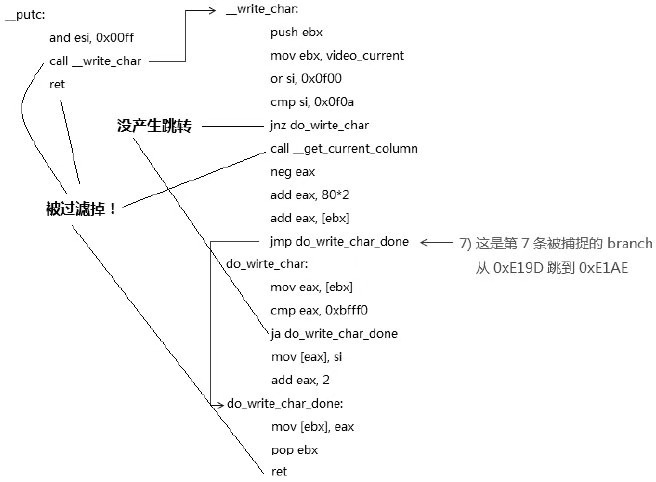 __putc:
and esi, 0x00ff
call __write_char
ret
没产生跳转
被过滤掉！
__write_char:
push ebx
mov ebx, video_current
or si, 0x0f00
cmp si, 0x0f0a
jnz do_wirte_char
call __get_current_column
neg eax
add eax, 80*2
add eax, [ebx]
jmp do_write_char_done
7) 这是第 7 条被捕捉的 branch
从 0xE19D 跳到 0xE1AE
do_wirte_char:
mov eax, [ebx]
cmp eax, 0xbfff0
ja do_write_char_done
mov [eax], si
add eax, 2
do_write_char_done:
mov [ebx], eax
pop ebx
ret